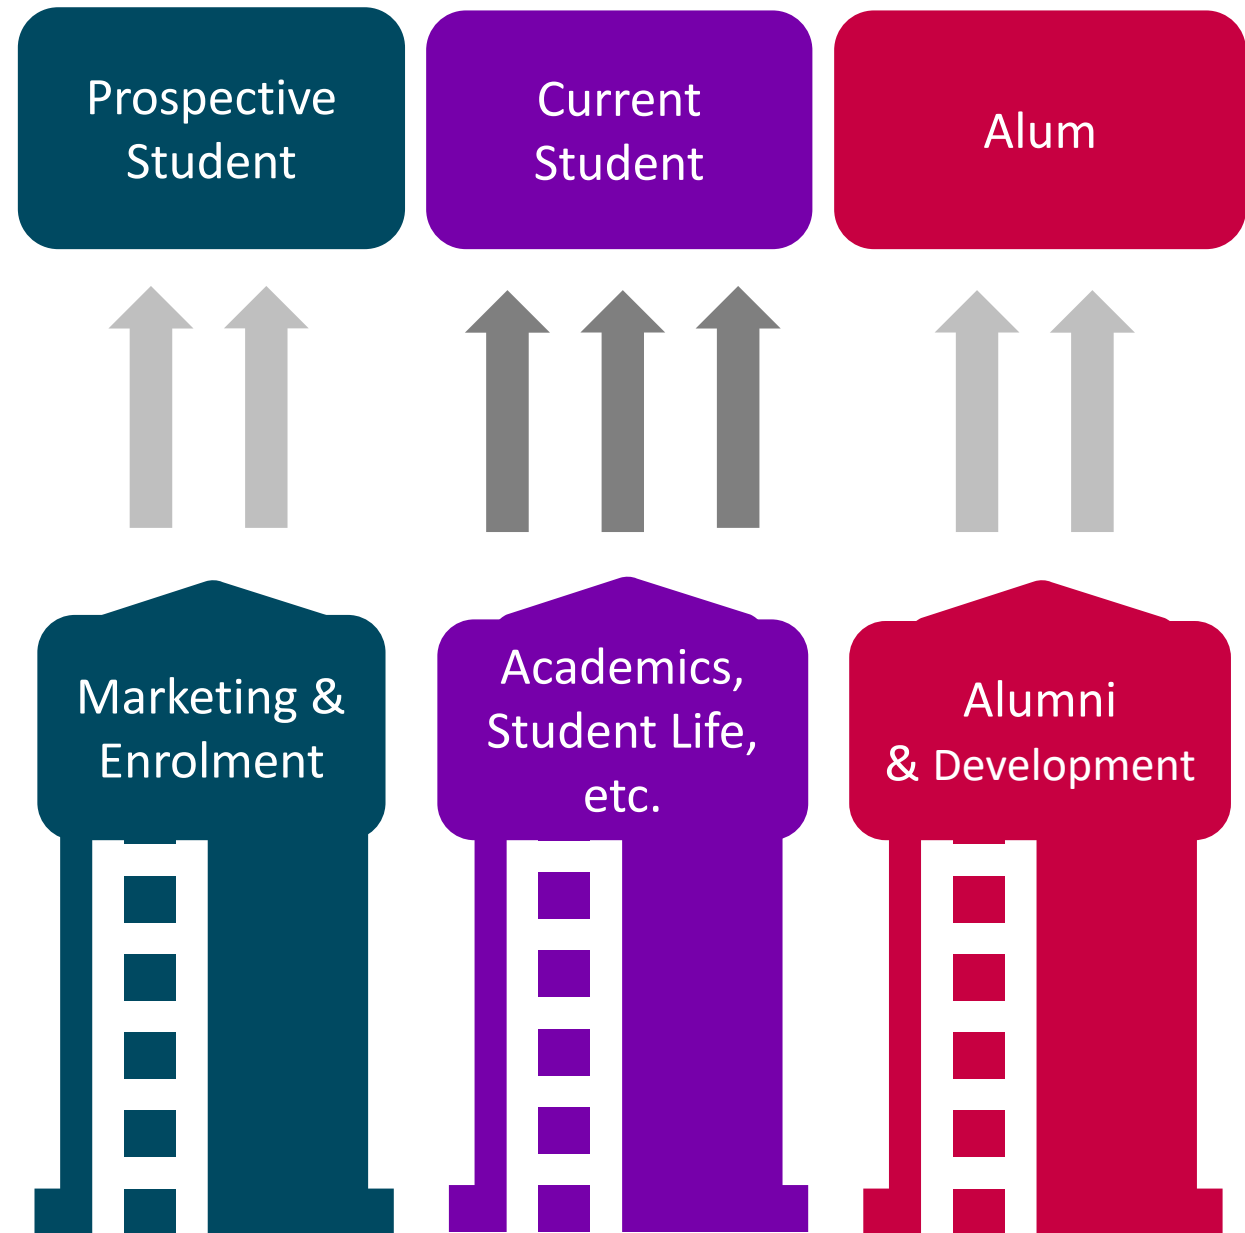 Prospective
Student
Current
Student
Alum
Marketing &
Enrolment
Academics,
Student Life,
etc.
Alumni
& Development